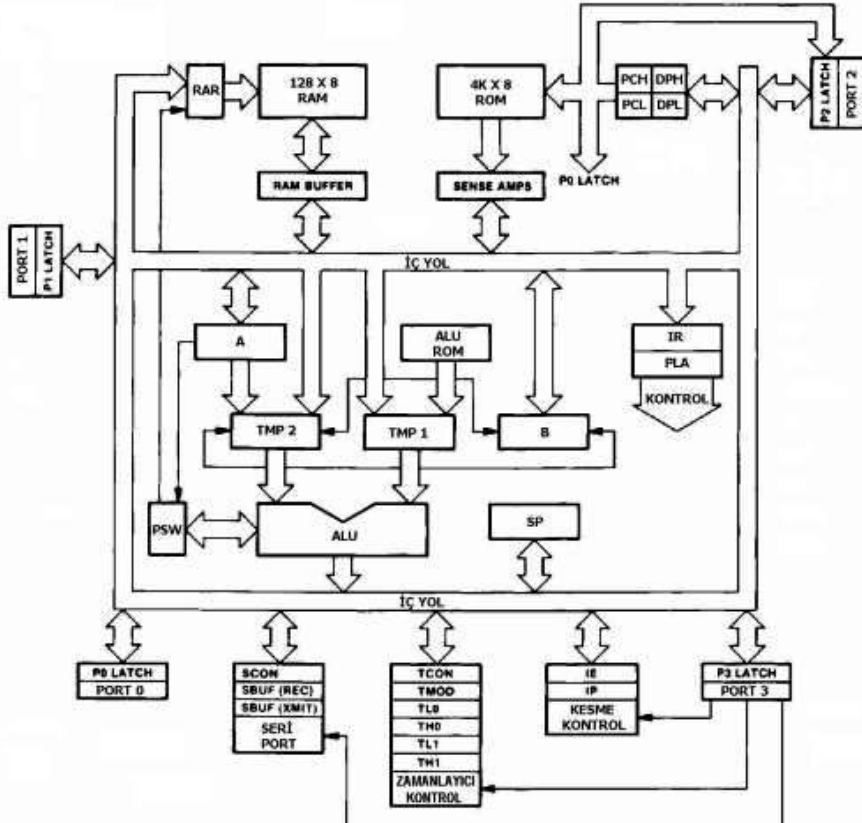 RAR
128 X 8
RAM
4K X 8
ROM
PCH DPH
PCL DPL
P2 LATCH
PORT 2
RAM BUFFER
SENSE AMPS
P0 LATCH
PORT 1
P1 LATCH
İÇ YOL
A
ALU
ROM
IR
PLA
KONTROL
TMP 2
TMP 1
B
PSW
ALU
SP
İÇ YOL
P0 LATCH
PORT 0
SCON
SBUF (REC)
SBUF (XMIT)
SERİ
PORT
TCON
TMOD
TL0
TH0
TL1
TH1
ZAMANLAYICI
KONTROL
IE
IP
KESME
KONTROL
P3 LATCH
PORT 3